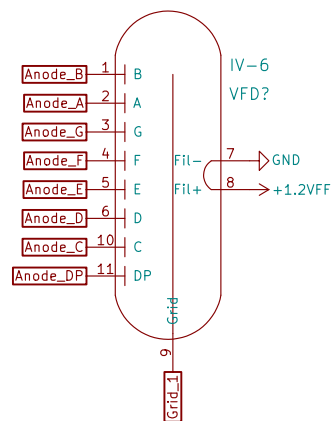 IV-6
VFD?
Anode_B 1 B
Anode_A 2 A
Anode_G 3 G
Anode_F 4 F Fil- 7 GND
Anode_E 5 E Fil+ 8 +1.2VFF
Anode_D 6 D
Anode_C 10 C
Anode_DP 11 DP
Grid
9
Grid_1